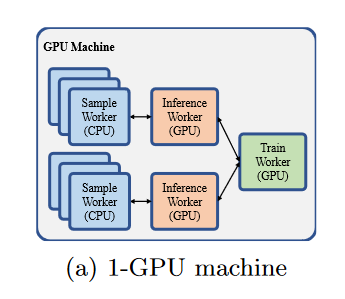 GPU Machine
Sample
Worker
(CPU)
Inference
Worker
(GPU)
Train
Worker
(GPU)
Sample
Worker
(CPU)
Inference
Worker
(GPU)
(a) 1-GPU machine